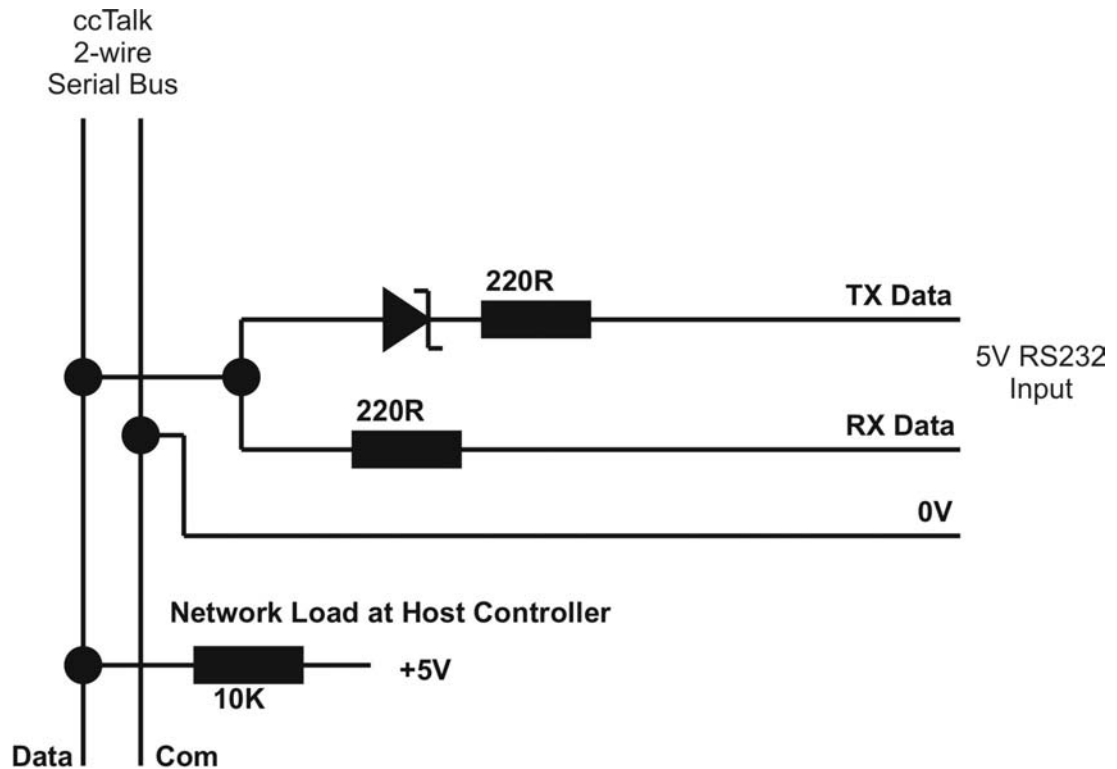 ccTalk
2-wire
Serial Bus
220R
TX Data
5V RS232
Input
220R
RX Data
0V
Network Load at Host Controller
+5V
10K
Data
Com